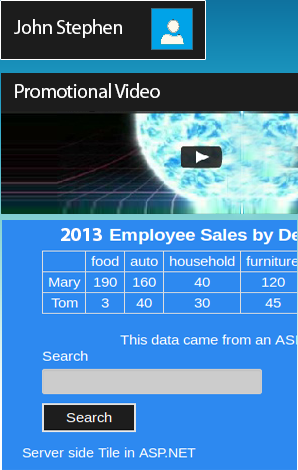 John Stephen
Promotional Video
2013 Employee Sales by De
food auto household furniture
Mary 190 160 40 120
Tom 3 40 30 45
This data came from an ASP
Search
Search
Server side Tile in ASP.NET